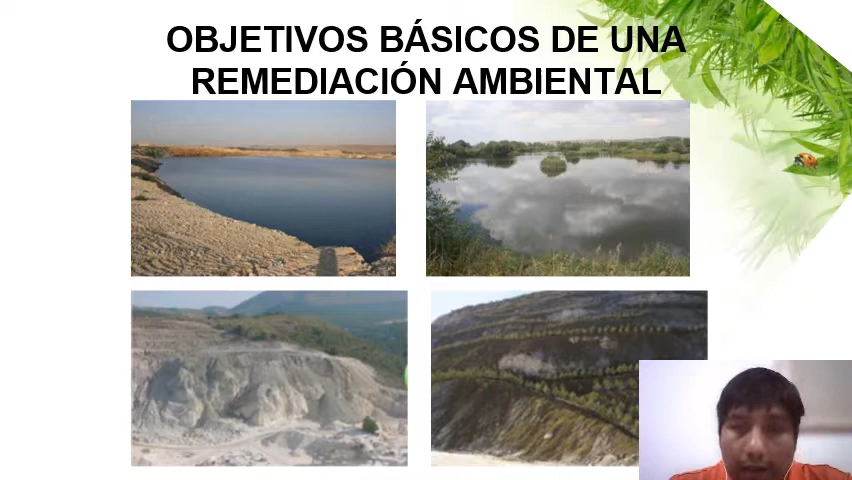 OBJETIVOS BÁSICOS DE UNA
REMEDIACIÓN AMBIENTAL